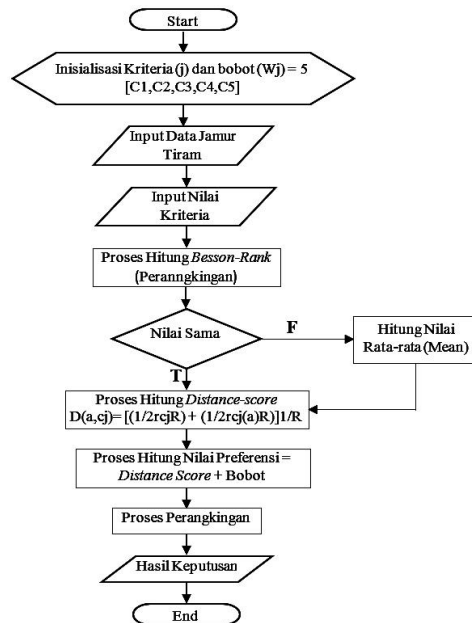 Start
Inisialisasi Kriteria (j) dan bobot (Wj) = 5
[C1,C2,C3,C4,C5]
Input Data Jamur
Tiram
Input Nilai
Kriteria
Proses Hitung Besson-Rank
(Peranngkingan)
Nilai Sama
F
Hitung Nilai
Rata-rata (Mean)
T
Proses Hitung Distance-score
D(a,cj)= [(1/2rcjR) + (1/2rcj(a)R)]1/R
Proses Hitung Nilai Preferensi =
Distance Score + Bobot
Proses Perangkingan
Hasil Keputusan
End